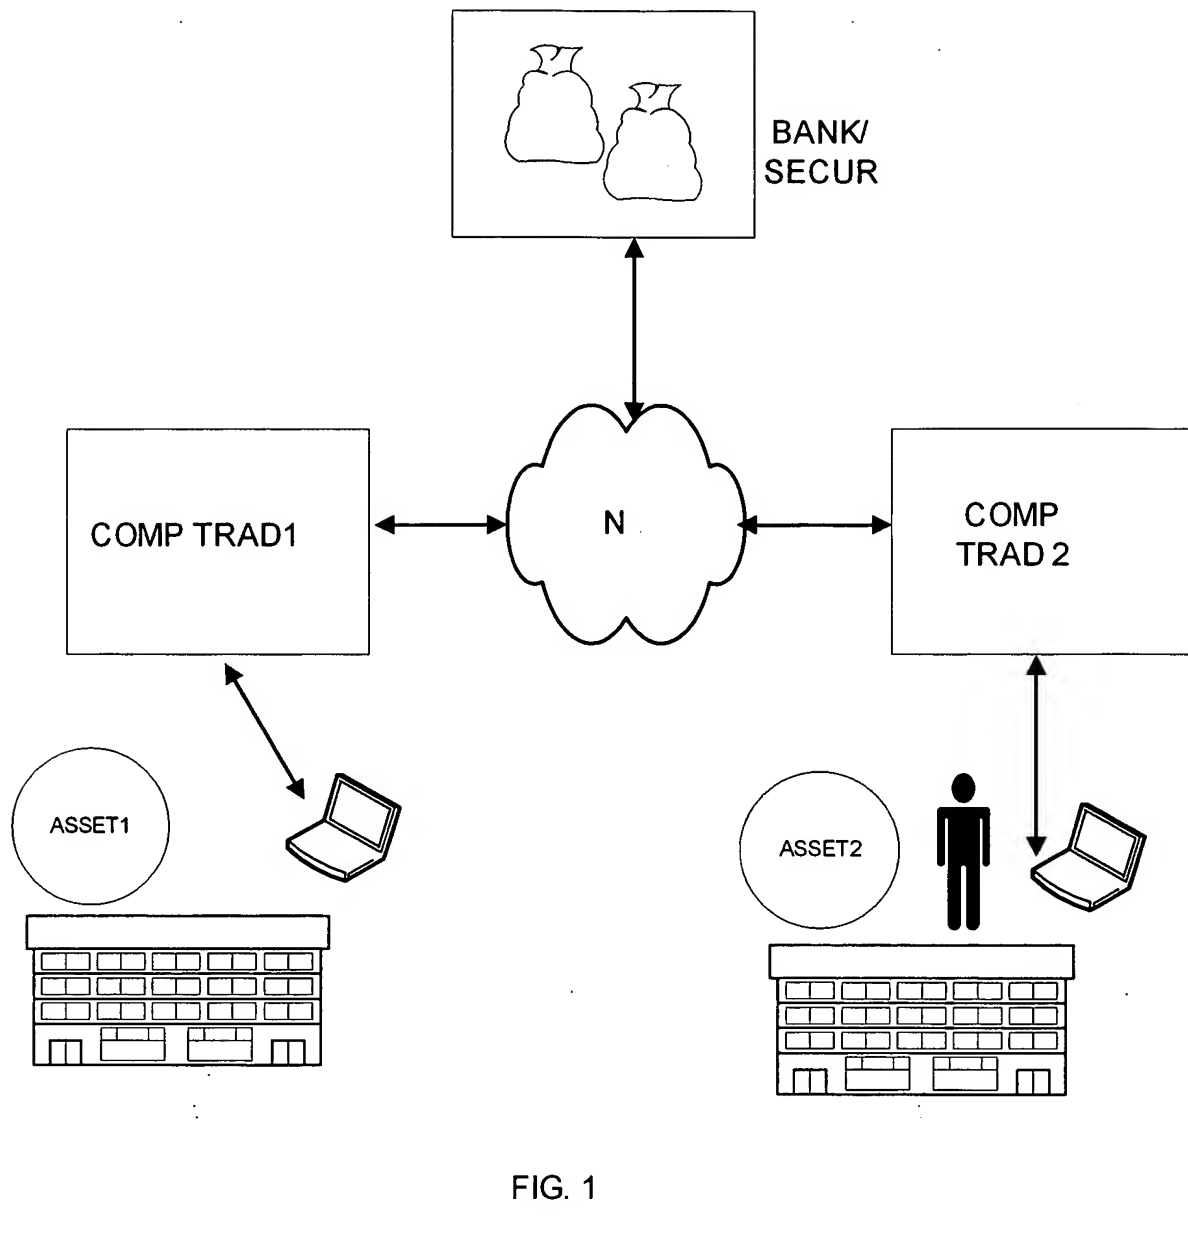 BANK/
SECUR
COMP TRAD1
N
COMP
TRAD 2
ASSET1
ASSET2
FIG. 1